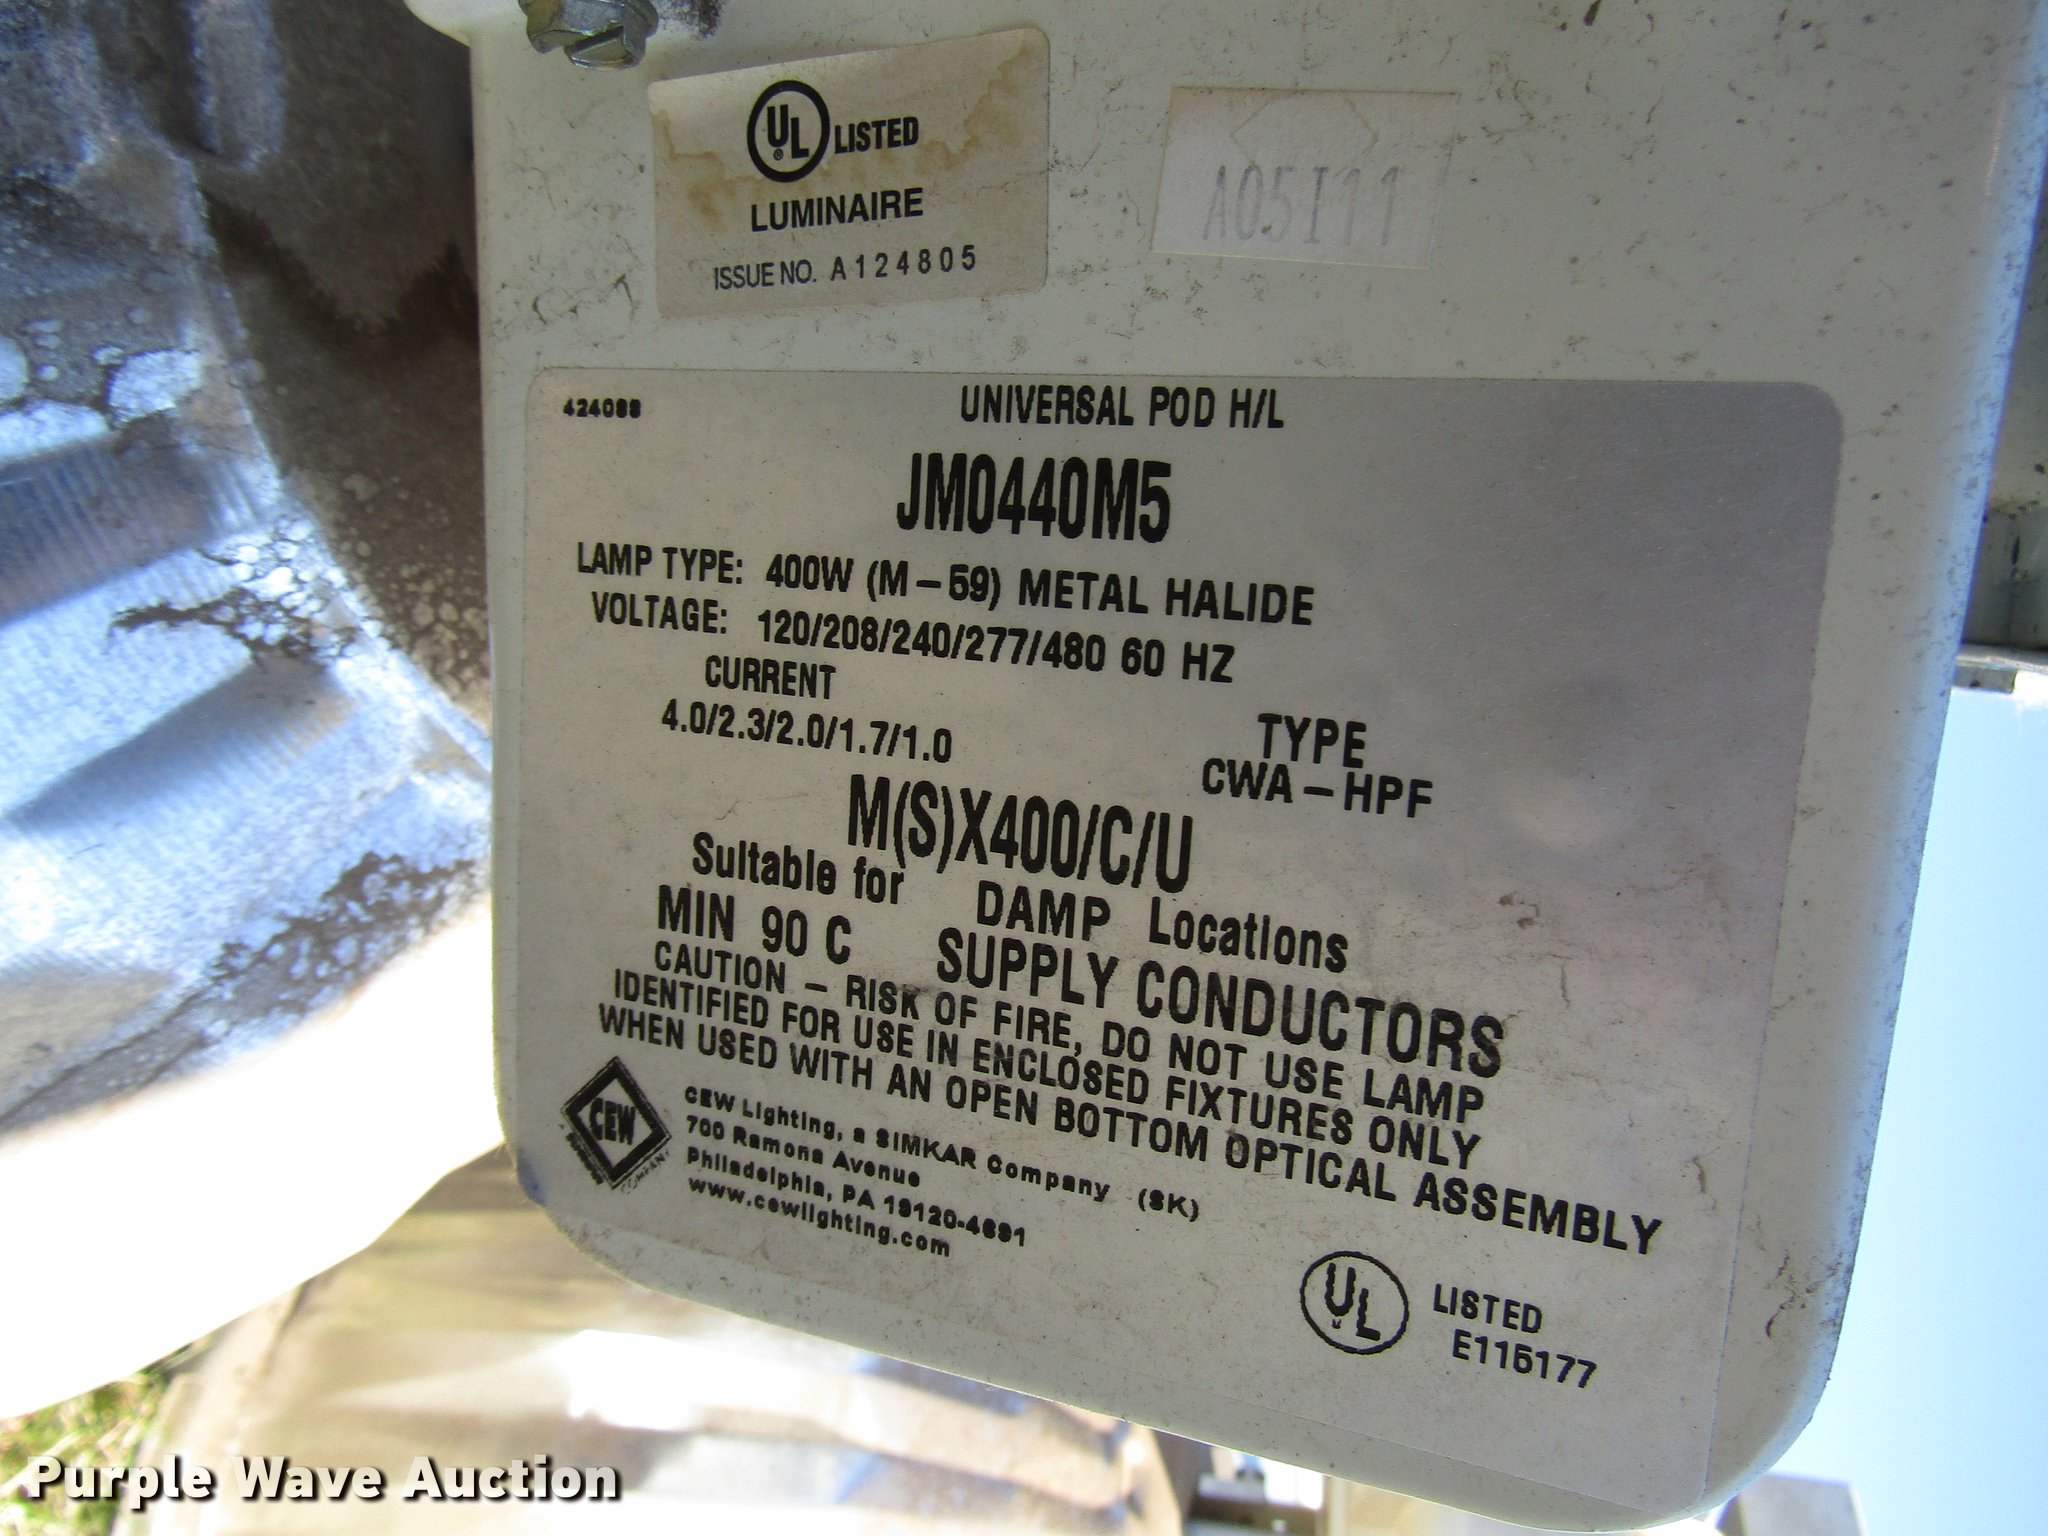 UL LISTED
LUMINAIRE
ISSUE NO. A124805
A05I11
424088
UNIVERSAL POD H/L
JM0440M5
LAMP TYPE: 400W (M-59) METAL HALIDE
VOLTAGE: 120/208/240/277/480 60 HZ
CURRENT
4.0/2.3/2.0/1.7/1.0
TYPE
CWA-HPF
M(S)X400/C/U
Suitable for DAMP Locations
MIN 90 C SUPPLY CONDUCTORS
CAUTION - RISK OF FIRE, DO NOT USE LAMP
IDENTIFIED FOR USE IN ENCLOSED FIXTURES ONLY
WHEN USED WITH AN OPEN BOTTOM OPTICAL ASSEMBLY
CEW
COMPANY
CEW Lighting, a SIMKAR Company (SK)
700 Ramona Avenue
Philadelphia, PA 19120-4691
www.cewlighting.com
UL LISTED
E115177
Purple Wave Auction